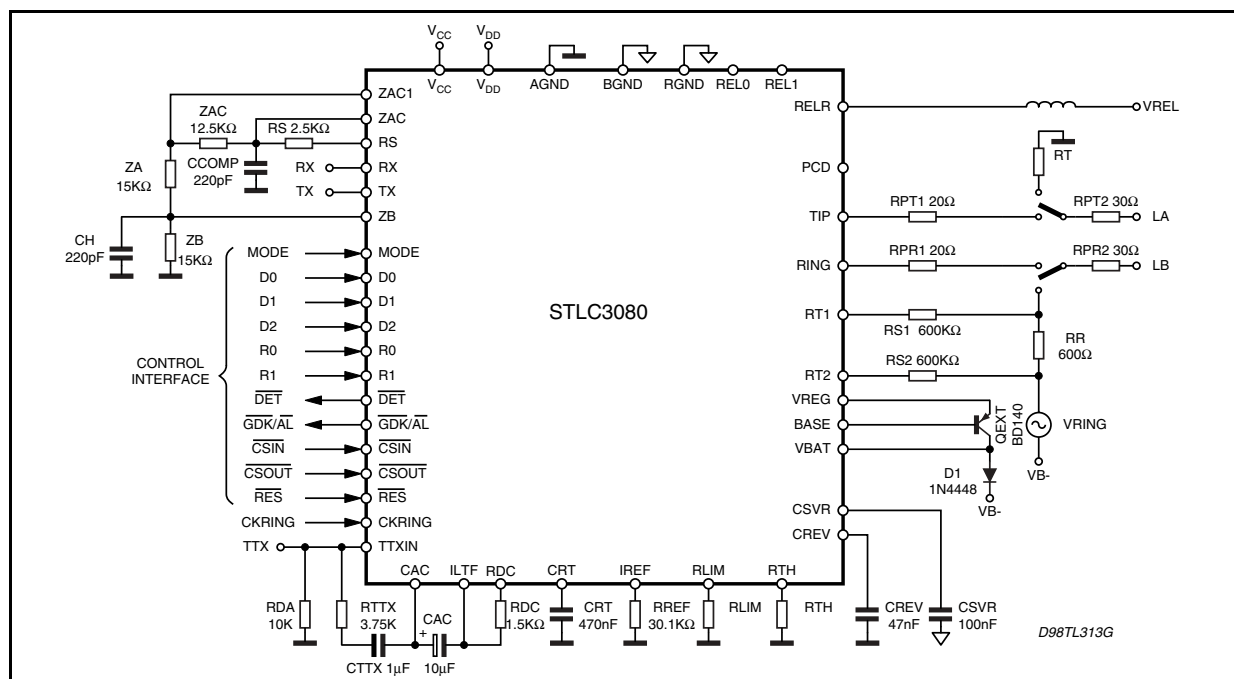 VCC
VDD
VCC
VDD
AGND
BGND
RGND
REL0
REL1
ZAC1
ZAC
RS
RX
TX
ZB
ZAC
12.5KΩ
RS 2.5KΩ
CCOMP
220pF
RX
TX
ZA
15KΩ
CH
220pF
ZB
15KΩ
CONTROL
INTERFACE
MODE
D0
D1
D2
R0
R1
DET
GDK/AL
CSIN
CSOUT
RES
CKRING
TTX
MODE
D0
D1
D2
R0
R1
DET
GDK/AL
CSIN
CSOUT
RES
CKRING
TTXIN
STLC3080
RELR
PCD
TIP
RING
RT1
RT2
VREG
BASE
VBAT
CSVR
CREV
VREL
RT
RPT1 20Ω
RPT2 30Ω
LA
RPR1 20Ω
RPR2 30Ω
LB
RS1 600KΩ
RR
600Ω
RS2 600KΩ
QEXT
BD140
VRING
VB-
D1
1N4448
VB-
CAC
ILTF
RDC
CRT
IREF
RLIM
RTH
RDA
10K
RTTX
3.75K
CTTX 1µF
CAC
+
10µF
RDC
1.5KΩ
CRT
470nF
RREF
30.1KΩ
RLIM
RTH
CREV
47nF
CSVR
100nF
D98TL313G